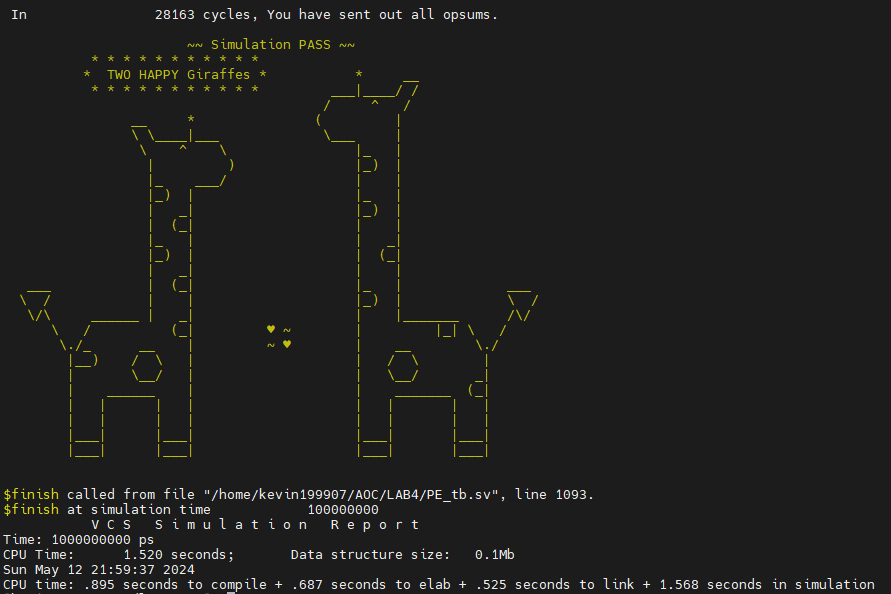 In 28163 cycles, You have sent out all opsums.
~~ Simulation PASS ~~
* * * * * * * * * * *
* TWO HAPPY Giraffes *
* * * * * * * * * * *
♥ ~
~ ♥
$finish called from file "/home/kevin199907/AOC/LAB4/PE_tb.sv", line 1093.
$finish at simulation time 100000000
V C S S i m u l a t i o n R e p o r t
Time: 1000000000 ps
CPU Time: 1.520 seconds; Data structure size: 0.1Mb
Sun May 12 21:59:37 2024
CPU time: .895 seconds to compile + .687 seconds to elab + .525 seconds to link + 1.568 seconds in simulation